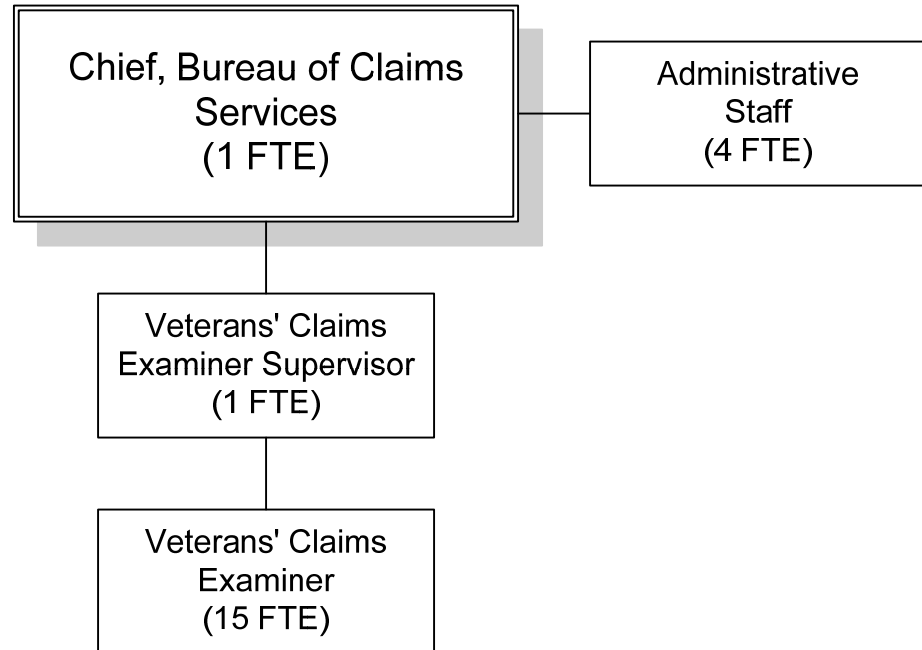 Chief, Bureau of Claims
Services
(1 FTE)
Administrative
Staff
(4 FTE)
Veterans' Claims
Examiner Supervisor
(1 FTE)
Veterans' Claims
Examiner
(15 FTE)